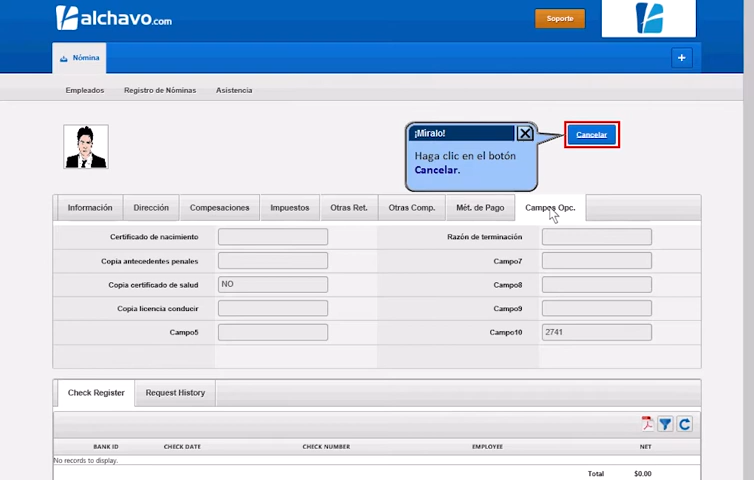 alchavo.com
Soporte
Nómina
+
Empleados
Registro de Nóminas
Asistencia
¡Míralo!
Haga clic en el botón
Cancelar.
Cancelar
Información
Dirección
Compesaciones
Impuestos
Otras Ret.
Otras Comp.
Mét. de Pago
Campos Opc.
Certificado de nacimiento
Razón de terminación
Copia antecedentes penales
Campo7
Copia certificado de salud
NO
Campo8
Copia licencia conducir
Campo9
Campo5
Campo10
2741
Check Register
Request History
BANK ID
CHECK DATE
CHECK NUMBER
EMPLOYEE
NET
No records to display.
Total
$0.00